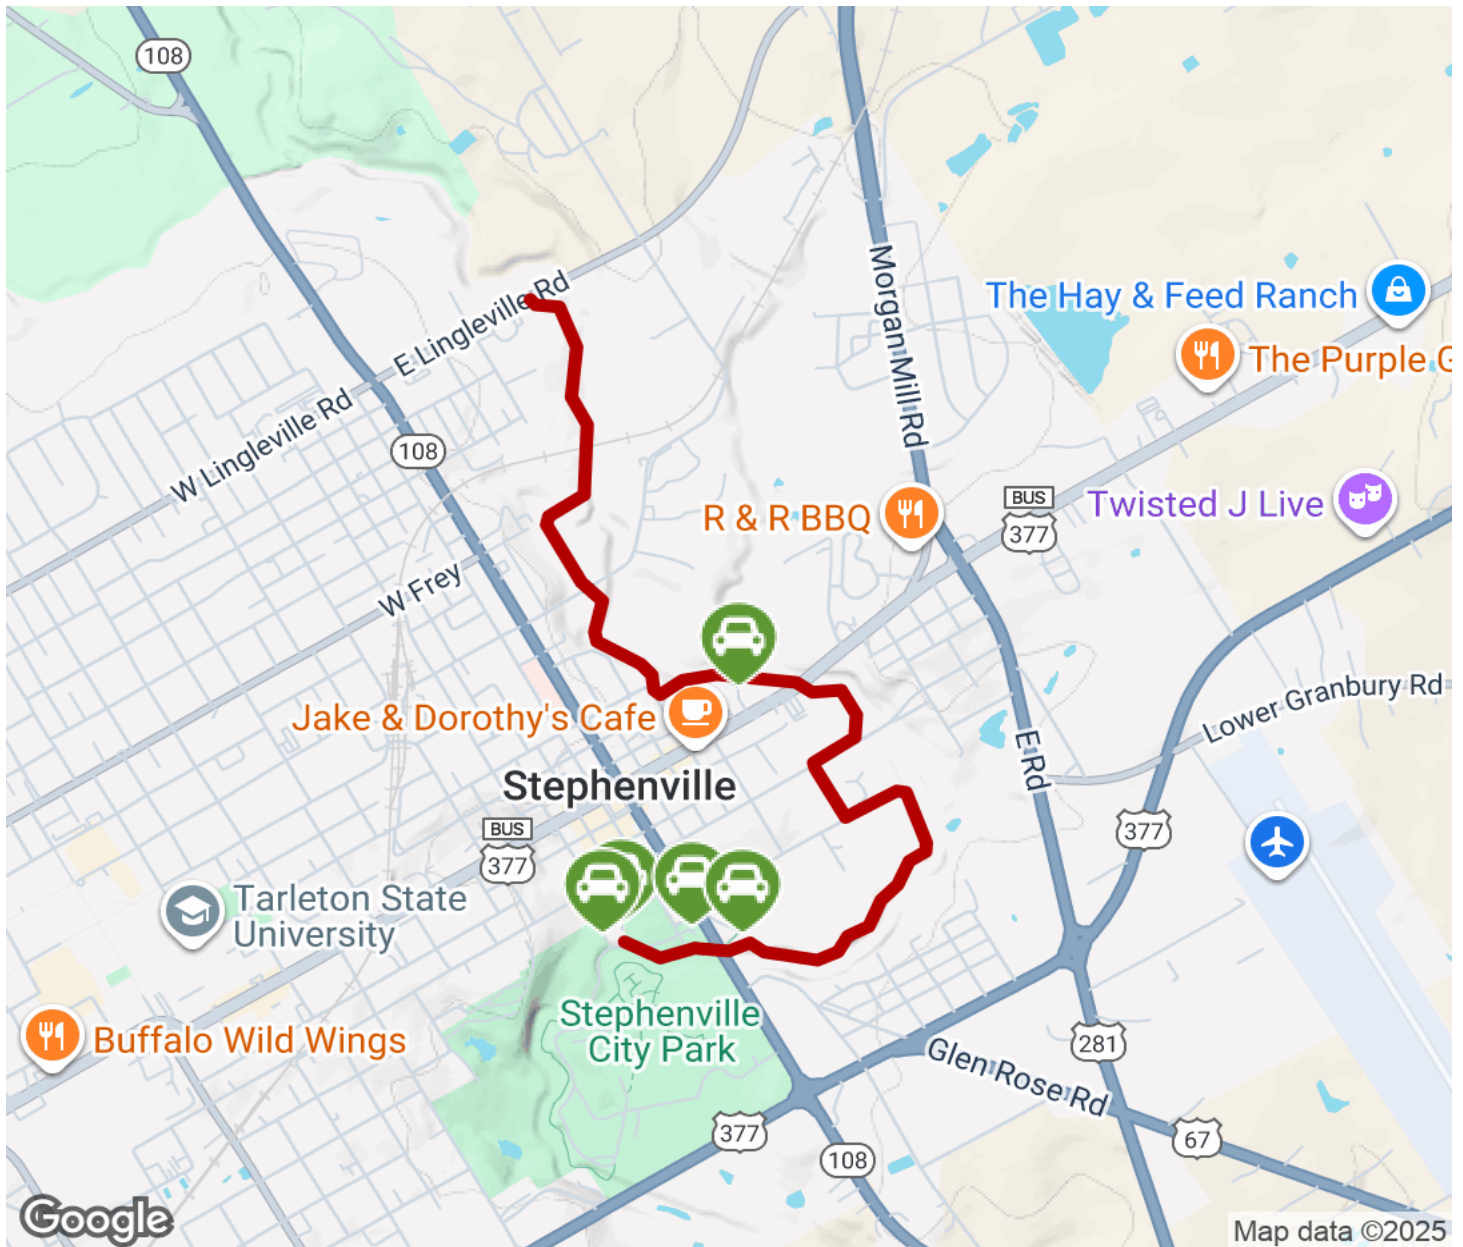 108
E Lingleville Rd
W Lingleville Rd
108
W Frey
Morgan Mill Rd
The Hay & Feed Ranch
The Purple G
R & R BBQ
BUS
377
Twisted J Live
Jake & Dorothy's Cafe
Stephenville
Lower Granbury Rd
E Rd
377
BUS
377
Tarleton State
University
Stephenville
City Park
Buffalo Wild Wings
281
Glen Rose Rd
377
108
67
Google
Map data ©2025